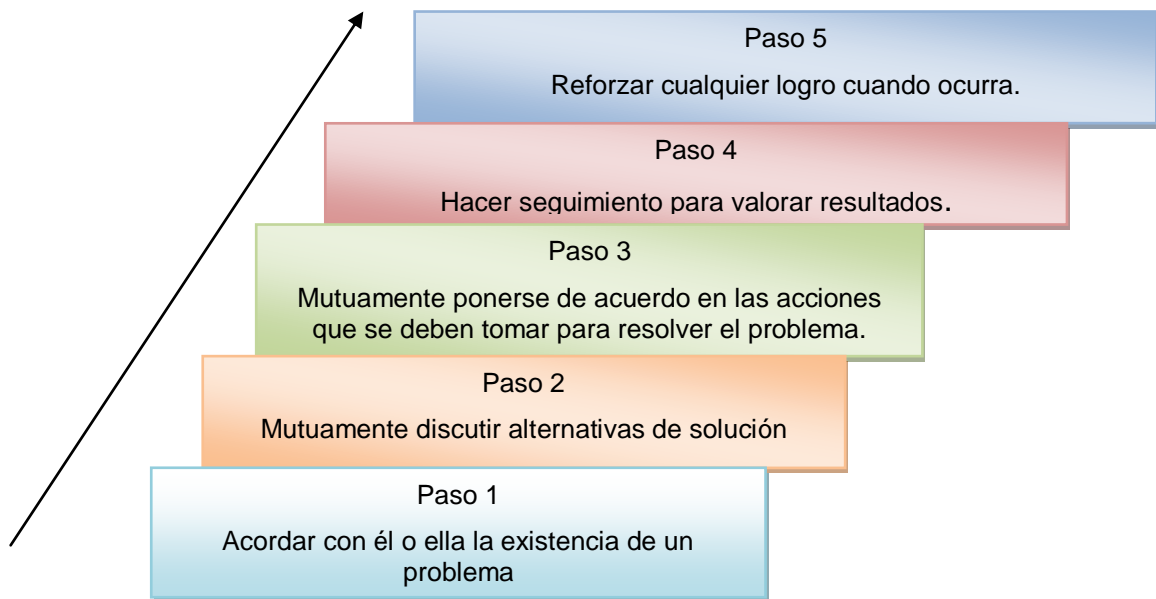 Paso 5
Reforzar cualquier logro cuando ocurra.
Paso 4
Hacer seguimiento para valorar resultados.
Paso 3
Mutuamente ponerse de acuerdo en las acciones
que se deben tomar para resolver el problema.
Paso 2
Mutuamente discutir alternativas de solución
Paso 1
Acordar con él o ella la existencia de un
problema